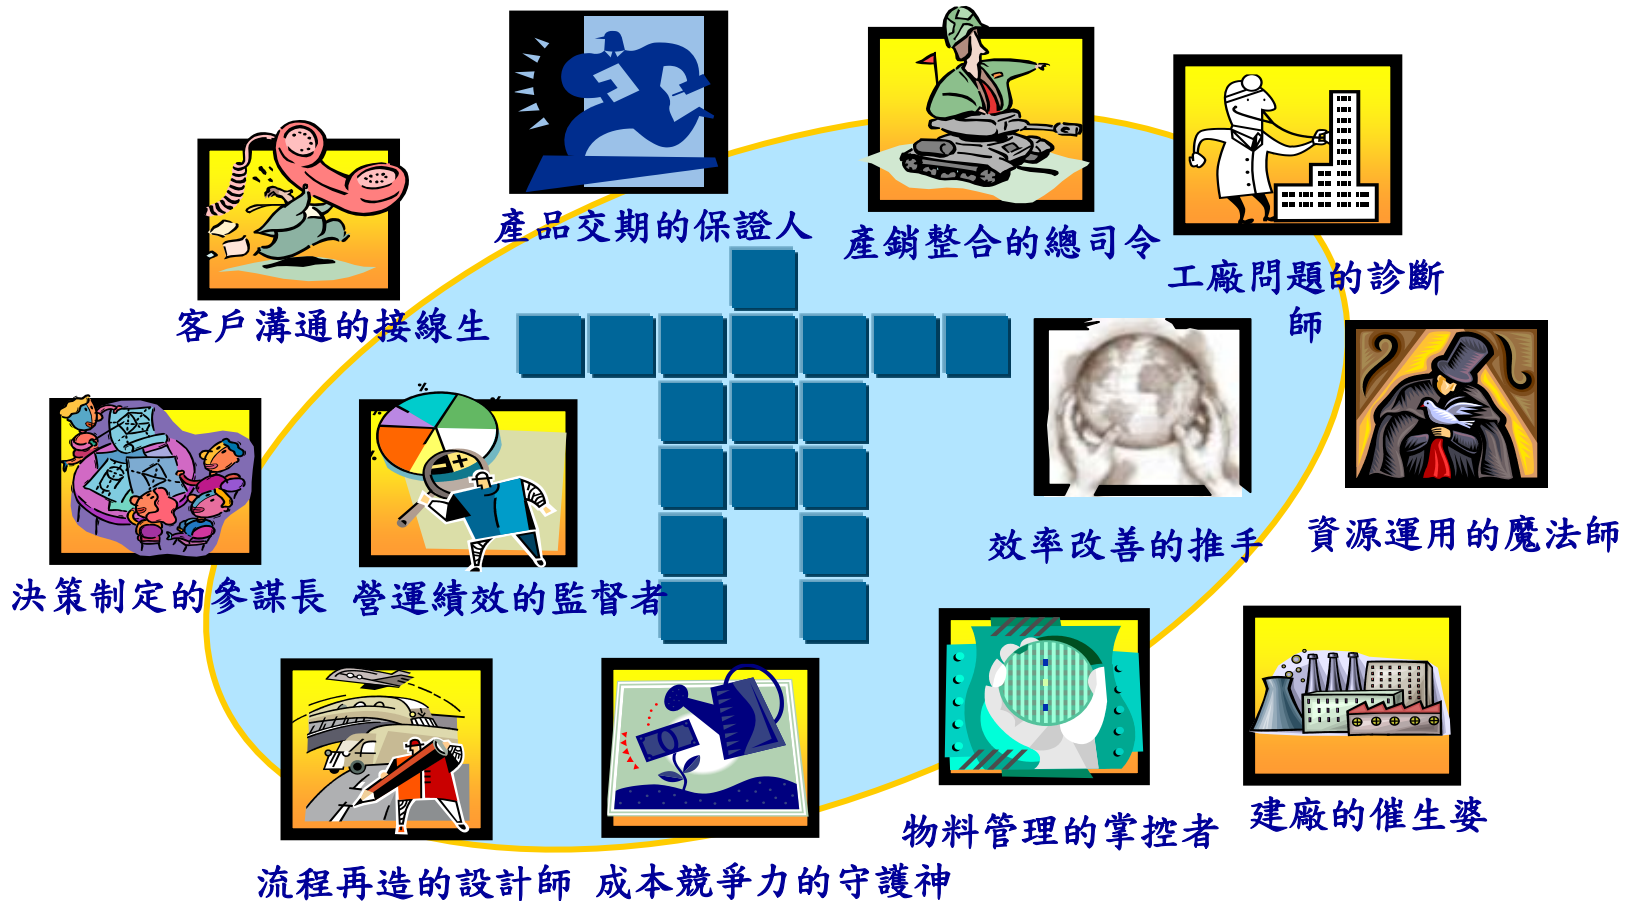 產品交期的保證人
產銷整合的總司令
工廠問題的診斷
師
客戶溝通的接線生
資源運用的魔法師
效率改善的推手
決策制定的參謀長
營運績效的監督者
物料管理的掌控者
建廠的催生婆
流程再造的設計師
成本競爭力的守護神